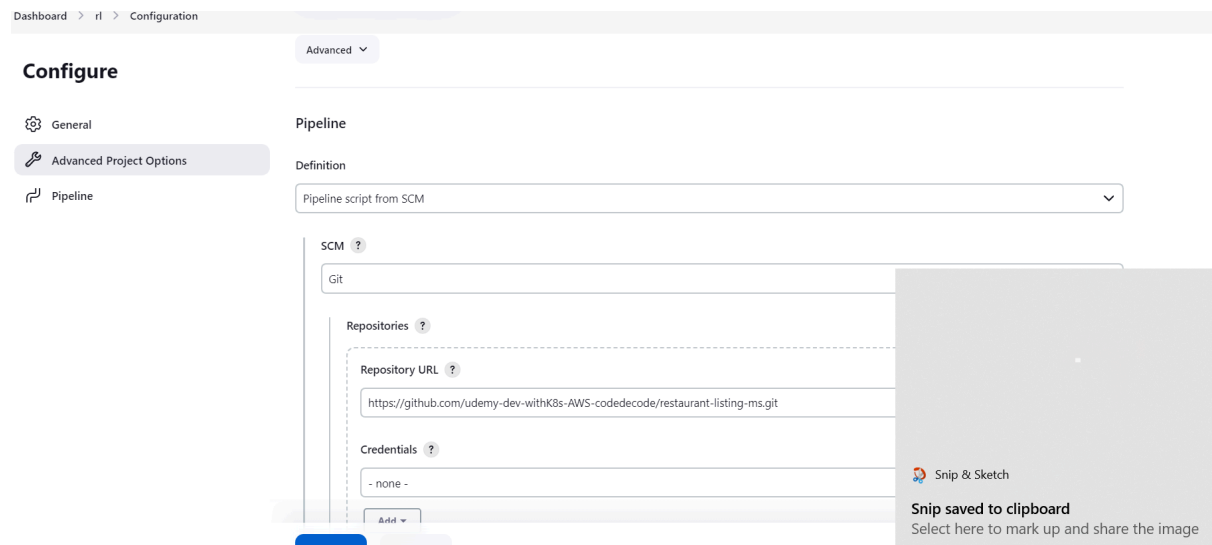 Dashboard > rl > Configuration
Configure
General
Advanced Project Options
Pipeline
Advanced
Pipeline
Definition
Pipeline script from SCM
SCM ?
Git
Repositories ?
Repository URL ?
https://github.com/udemy-dev-withK8s-AWS-codedecode/restaurant-listing-ms.git
Credentials ?
- none -
Add
Snip & Sketch
Snip saved to clipboard
Select here to mark up and share the image